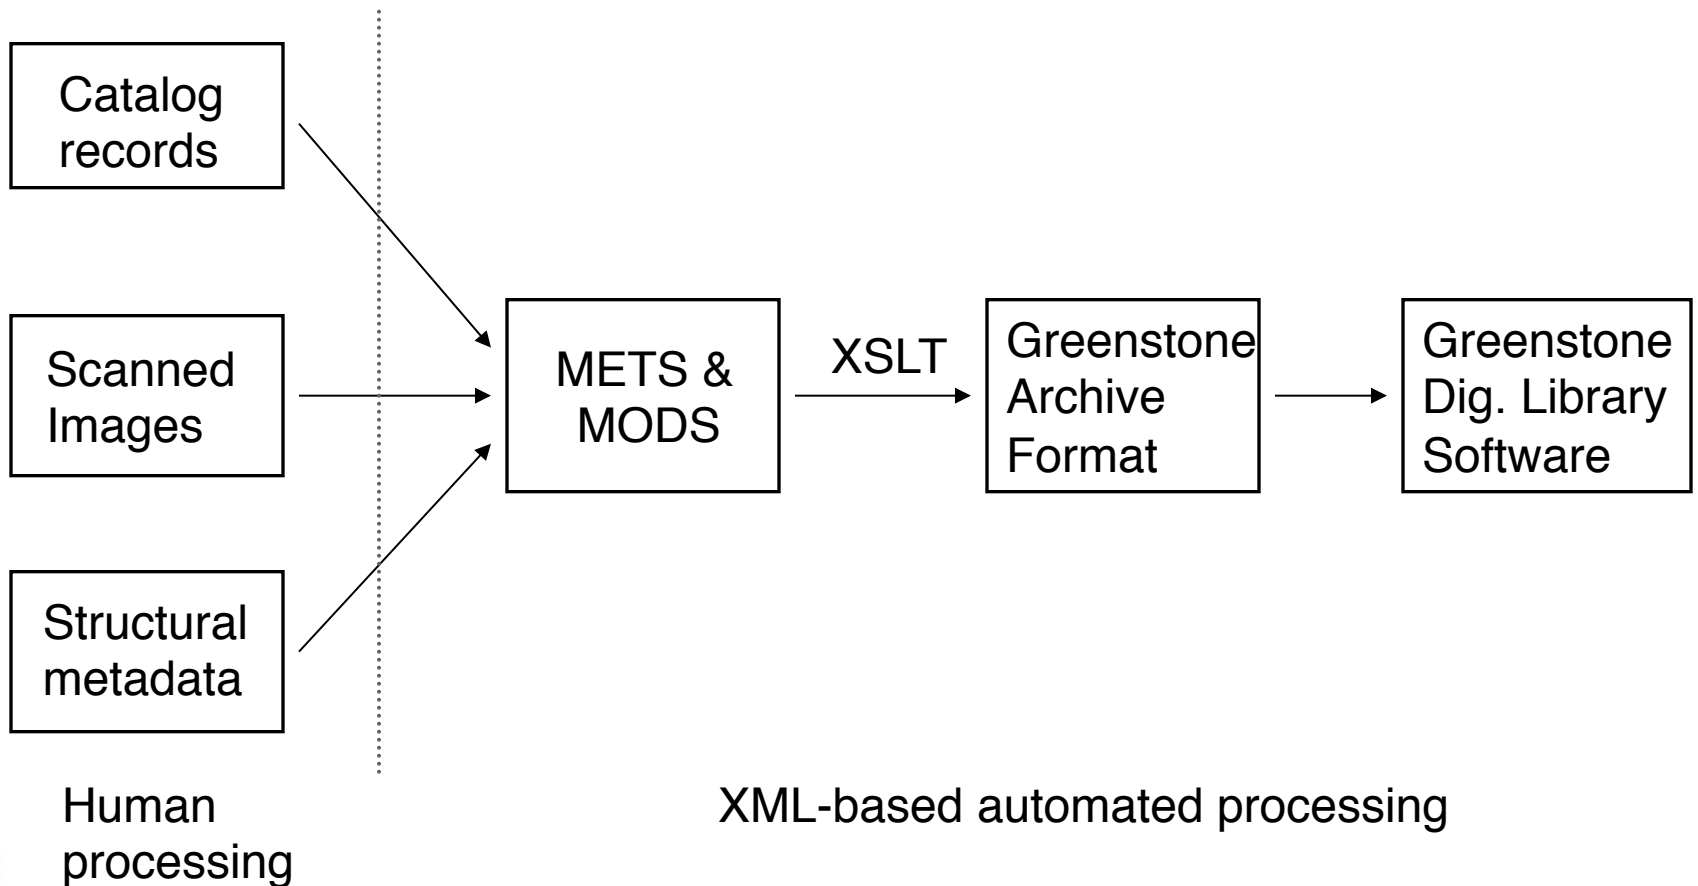 Catalog
records
Scanned
Images
Structural
metadata
METS &
MODS
XSLT
Greenstone
Archive
Format
Greenstone
Dig. Library
Software
Human
processing
XML-based automated processing